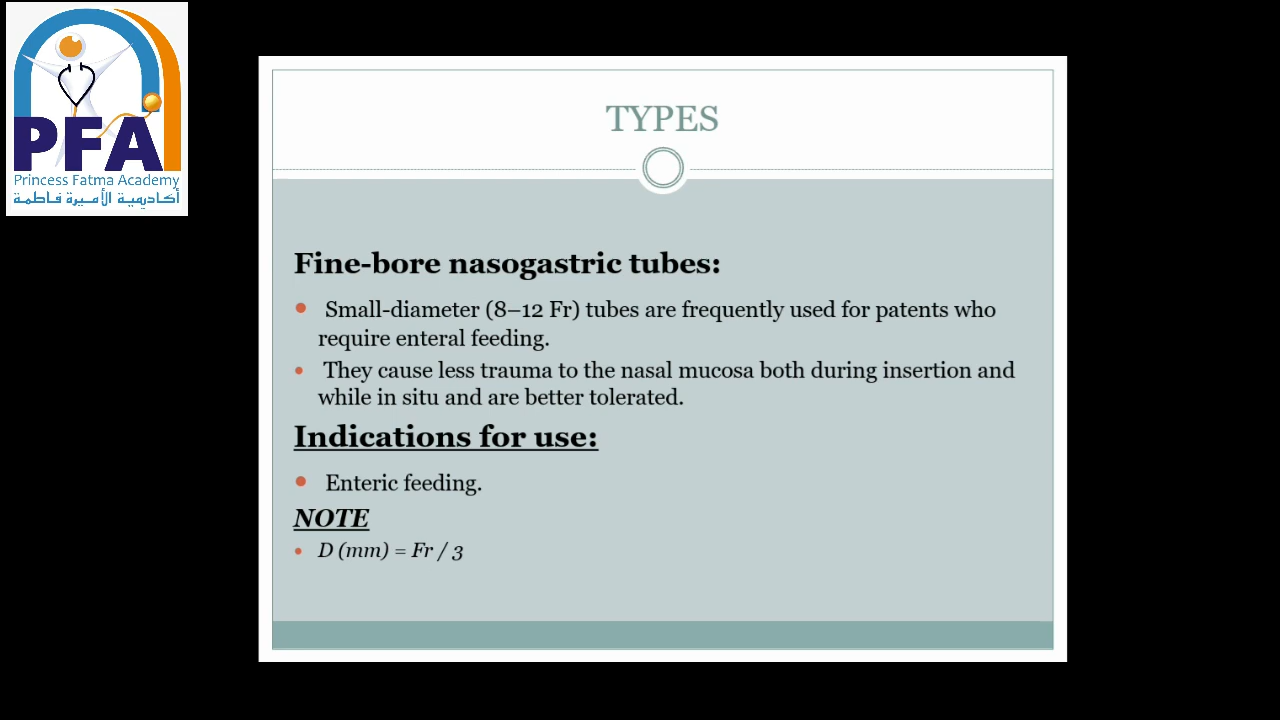 PFA
Princess Fatma Academy
أكاديمية الأميرة فاطمة
TYPES
Fine-bore nasogastric tubes:
Small-diameter (8–12 Fr) tubes are frequently used for patents who
require enteral feeding.
They cause less trauma to the nasal mucosa both during insertion and
while in situ and are better tolerated.
Indications for use:
Enteric feeding.
NOTE
D (mm) = Fr / 3